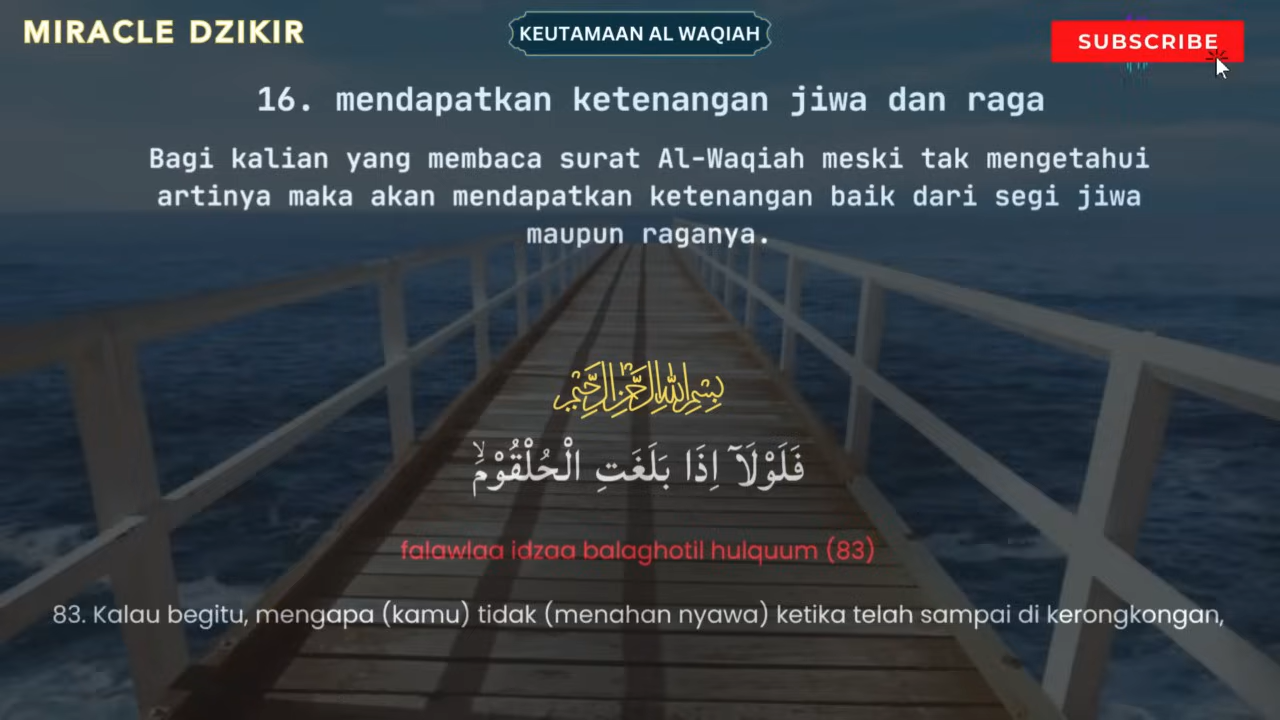 MIRACLE DZIKIR
KEUTAMAAN AL WAQIAH
SUBSCRIBE
16. mendapatkan ketenangan jiwa dan raga
Bagi kalian yang membaca surat Al-Waqiah meski tak mengetahui
artinya maka akan mendapatkan ketenangan baik dari segi jiwa
maupun raganya.
بِسْمِ اللَّهِ الرَّحْمَٰنِ الرَّحِيمِ
فَلَوْلَآ اِذَا بَلَغَتِ الْحُلْقُوْمَۙ
falawlaa idzaa balaghotil hulquum (83)
83. Kalau begitu, mengapa (kamu) tidak (menahan nyawa) ketika telah sampai di kerongkongan,